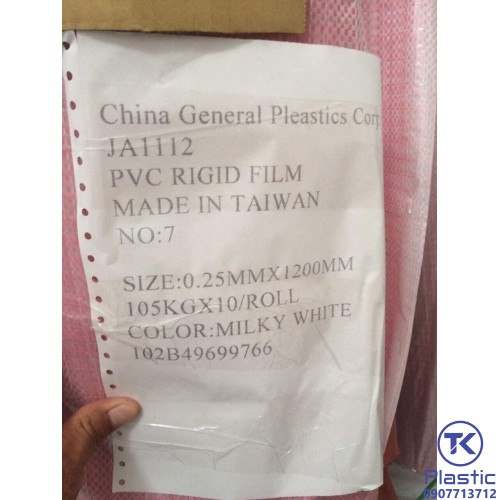 China General Pleastics Corp
JA1112
PVC RIGID FILM
MADE IN TAIWAN
NO:7
SIZE:0.25MMX1200MM
105KGX10/ROLL
COLOR:MILKY WHITE
102B49699766
TK
Plastic
0907713712